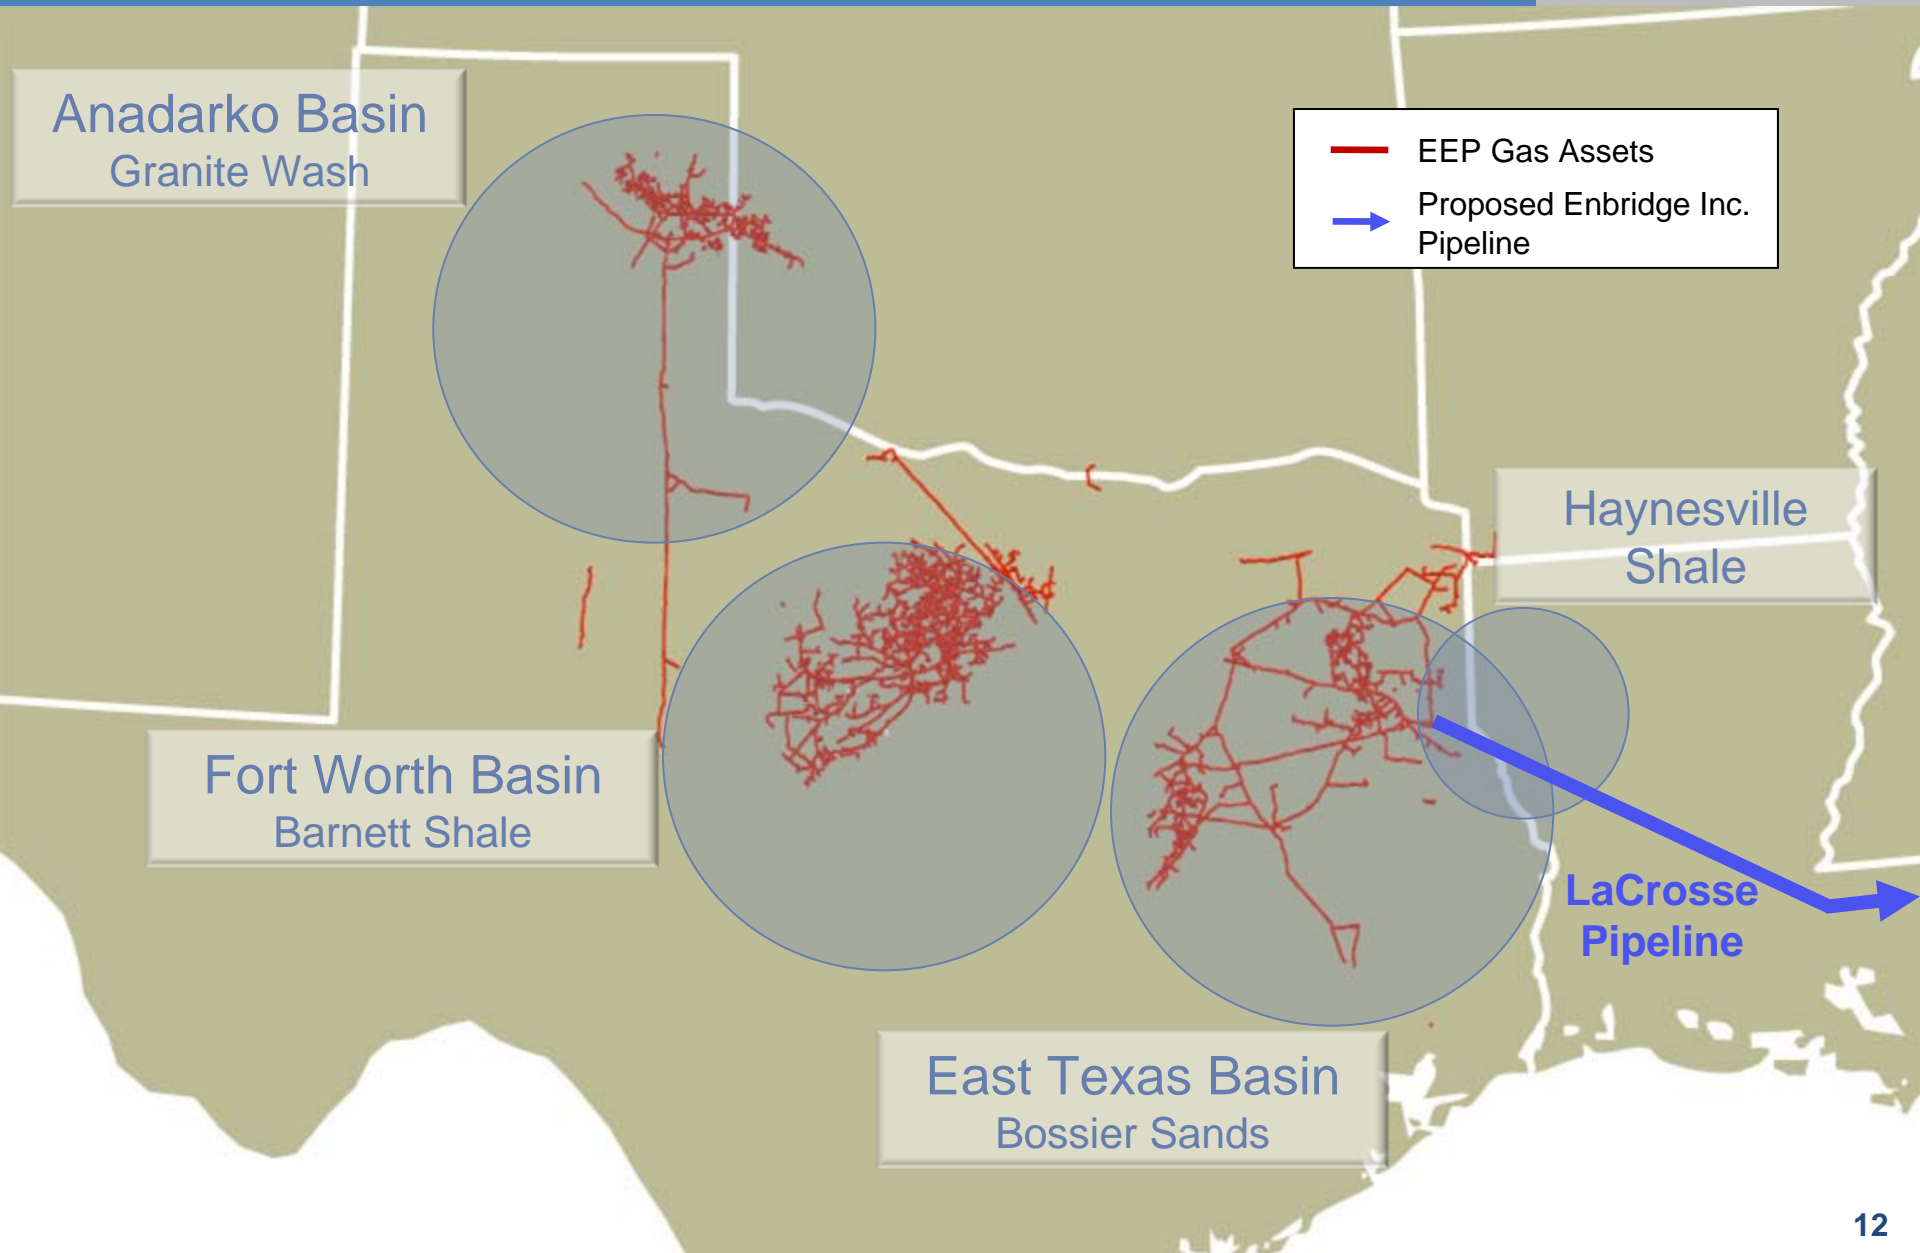 Anadarko Basin
Granite Wash
EEP Gas Assets
Proposed Enbridge Inc.
Pipeline
Haynesville
Shale
Fort Worth Basin
Barnett Shale
LaCrosse
Pipeline
East Texas Basin
Bossier Sands
12